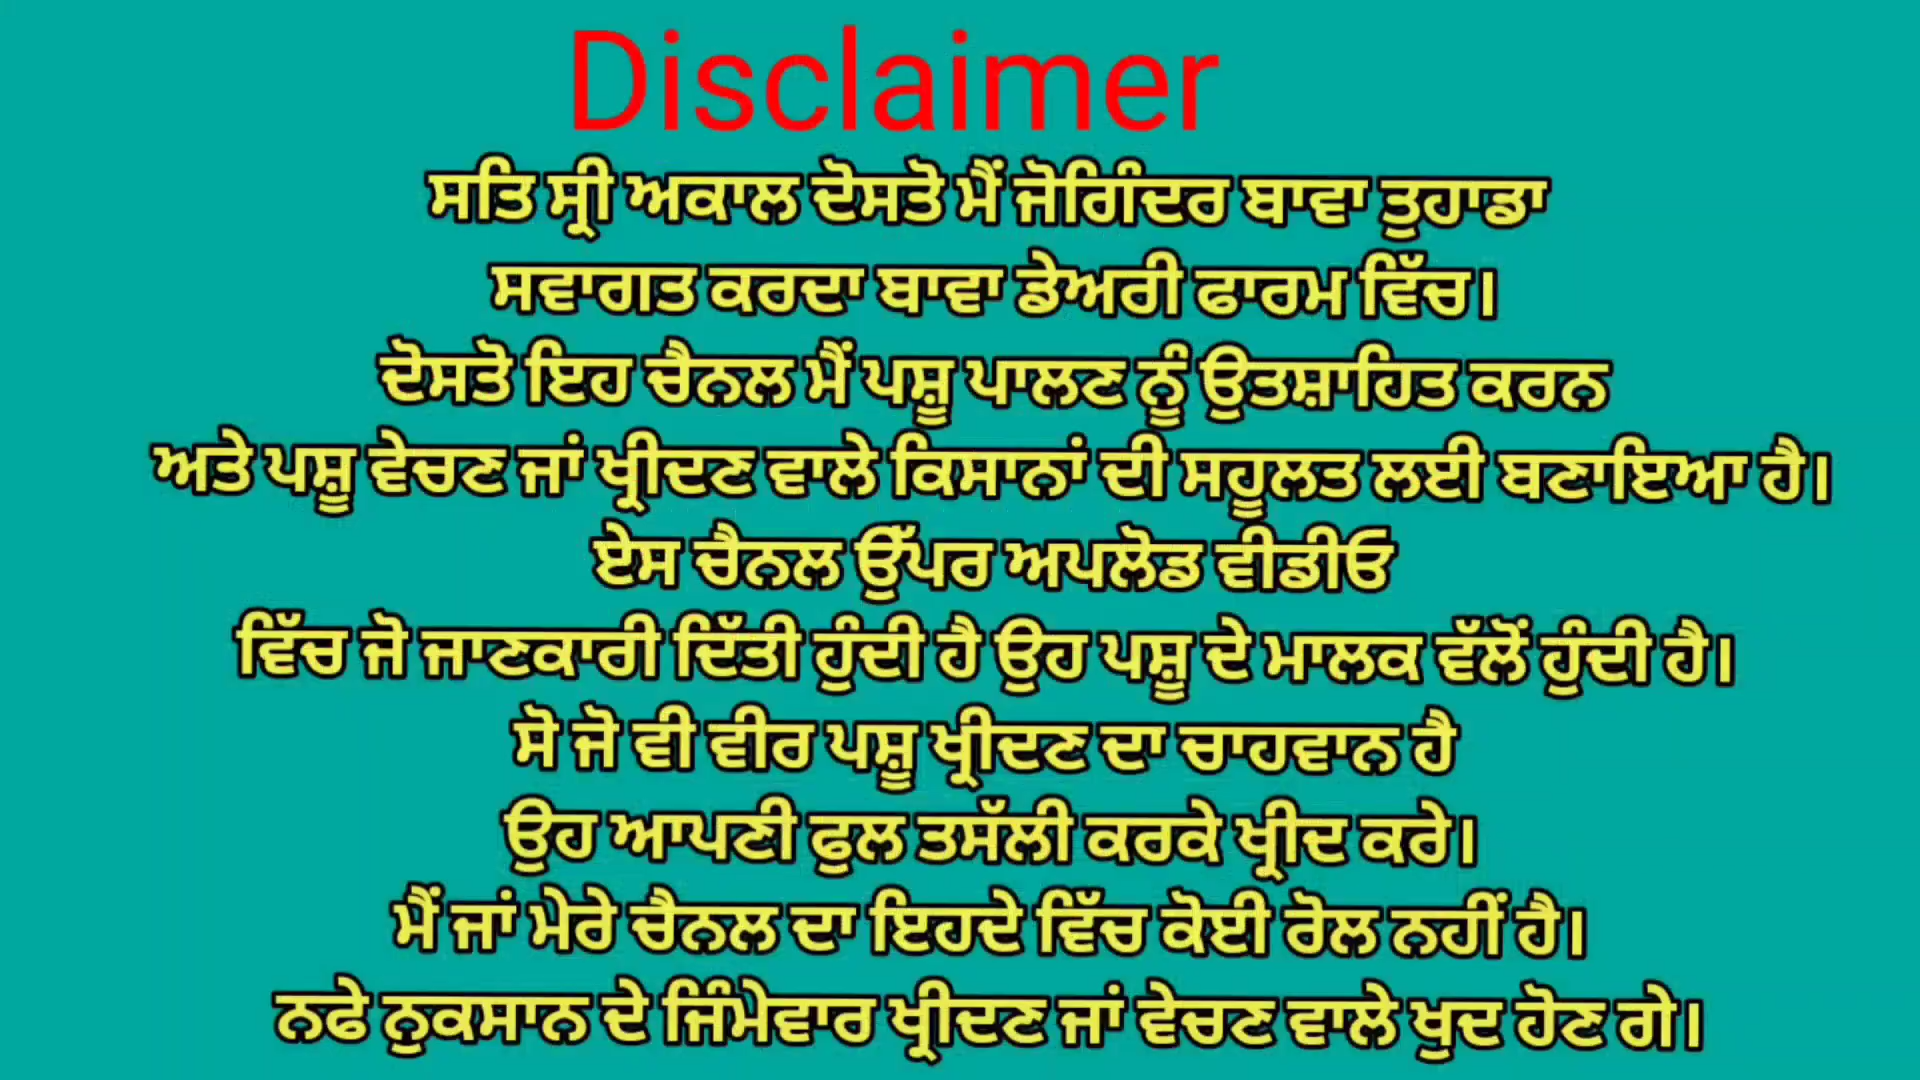 Disclaimer
ਸਤਿ ਸ੍ਰੀ ਅਕਾਲ ਦੋਸਤੋ ਮੈਂ ਜੋਗਿੰਦਰ ਬਾਵਾ ਤੁਹਾਡਾ
ਸਵਾਗਤ ਕਰਦਾ ਬਾਵਾ ਡੇਅਰੀ ਫਾਰਮ ਵਿੱਚ।
ਦੋਸਤੋ ਇਹ ਚੈਨਲ ਮੈਂ ਪਸ਼ੂ ਪਾਲਣ ਨੂੰ ਉਤਸ਼ਾਹਿਤ ਕਰਨ
ਅਤੇ ਪਸ਼ੂ ਵੇਚਣ ਜਾਂ ਖ੍ਰੀਦਣ ਵਾਲੇ ਕਿਸਾਨਾਂ ਦੀ ਸਹੂਲਤ ਲਈ ਬਣਾਇਆ ਹੈ।
ਏਸ ਚੈਨਲ ਉੱਪਰ ਅਪਲੋਡ ਵੀਡੀਓ
ਵਿੱਚ ਜੋ ਜਾਣਕਾਰੀ ਦਿੱਤੀ ਹੁੰਦੀ ਹੈ ਉਹ ਪਸ਼ੂ ਦੇ ਮਾਲਕ ਵੱਲੋਂ ਹੁੰਦੀ ਹੈ।
ਸੋ ਜੋ ਵੀ ਵੀਰ ਪਸ਼ੂ ਖ੍ਰੀਦਣ ਦਾ ਚਾਹਵਾਨ ਹੈ
ਉਹ ਆਪਣੀ ਫੁਲ ਤਸੱਲੀ ਕਰਕੇ ਖ੍ਰੀਦ ਕਰੇ।
ਮੈਂ ਜਾਂ ਮੇਰੇ ਚੈਨਲ ਦਾ ਇਹਦੇ ਵਿੱਚ ਕੋਈ ਰੋਲ ਨਹੀਂ ਹੈ।
ਨਫੇ ਨੁਕਸਾਨ ਦੇ ਜਿੰਮੇਵਾਰ ਖ੍ਰੀਦਣ ਜਾਂ ਵੇਚਣ ਵਾਲੇ ਖੁਦ ਹੋਣ ਗੇ।